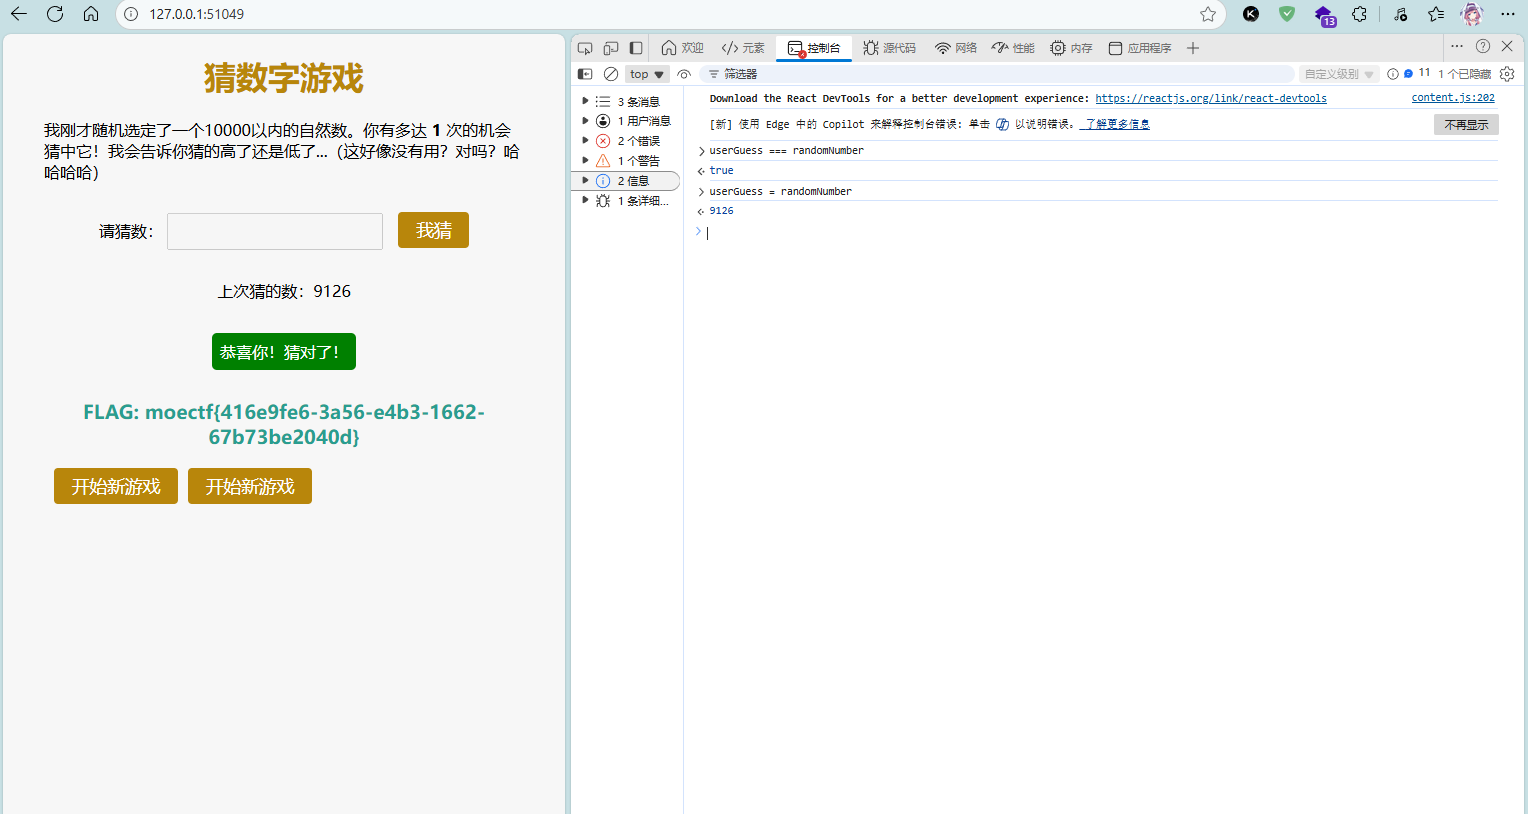 127.0.0.1:51049
13
猜数字游戏
我刚才随机选定了一个10000以内的自然数。你有多达 1 次的机会
猜中它！我会告诉你猜的高了还是低了...（这好像没有用？对吗？哈
哈哈哈）
请猜数：
我猜
上次猜的数：9126
恭喜你！猜对了！
FLAG: moectf{416e9fe6-3a56-e4b3-1662-
67b73be2040d}
开始新游戏 开始新游戏
欢迎 元素 控制台 源代码 网络 性能 内存 应用程序
top 筛选器 自定义级别 11 1 个已隐藏
3 条消息
1 用户消息
2 个错误
1 个警告
2 信息
1 条详细...
Download the React DevTools for a better development experience: https://reactjs.org/link/react-devtools content.js:202
[新] 使用 Edge 中的 Copilot 来解释控制台错误: 单击 以说明错误。 了解更多信息 不再显示
userGuess === randomNumber
true
userGuess = randomNumber
9126